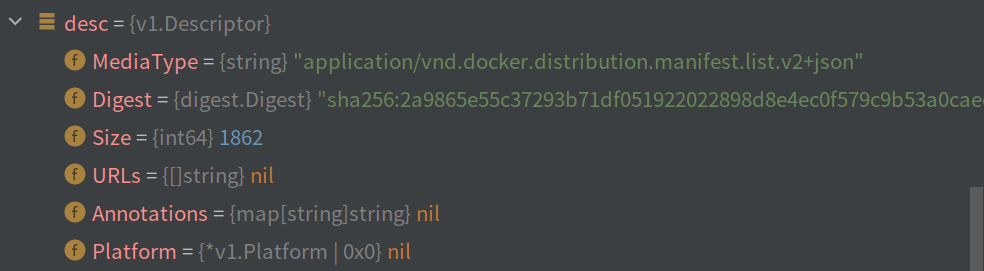 desc = {v1.Descriptor}
f MediaType = {string} "application/vnd.docker.distribution.manifest.list.v2+json"
f Digest = {digest.Digest} "sha256:2a9865e55c37293b71df051922022898d8e4ec0f579c9b53a0cae
f Size = {int64} 1862
f URLs = {[]string} nil
f Annotations = {map[string]string} nil
f Platform = {*v1.Platform | 0x0} nil